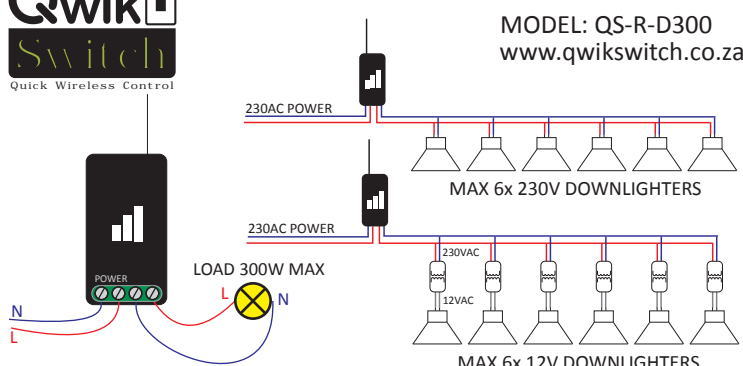 Qwik
Switch
Quick Wireless Control
MODEL: QS-R-D300
www.qwikswitch.co.za
230AC POWER
MAX 6x 230V DOWNLIGHTERS
230AC POWER
230VAC
12VAC
MAX 6x 12V DOWNLIGHTERS
POWER
LOAD 300W MAX
L
N
N
L